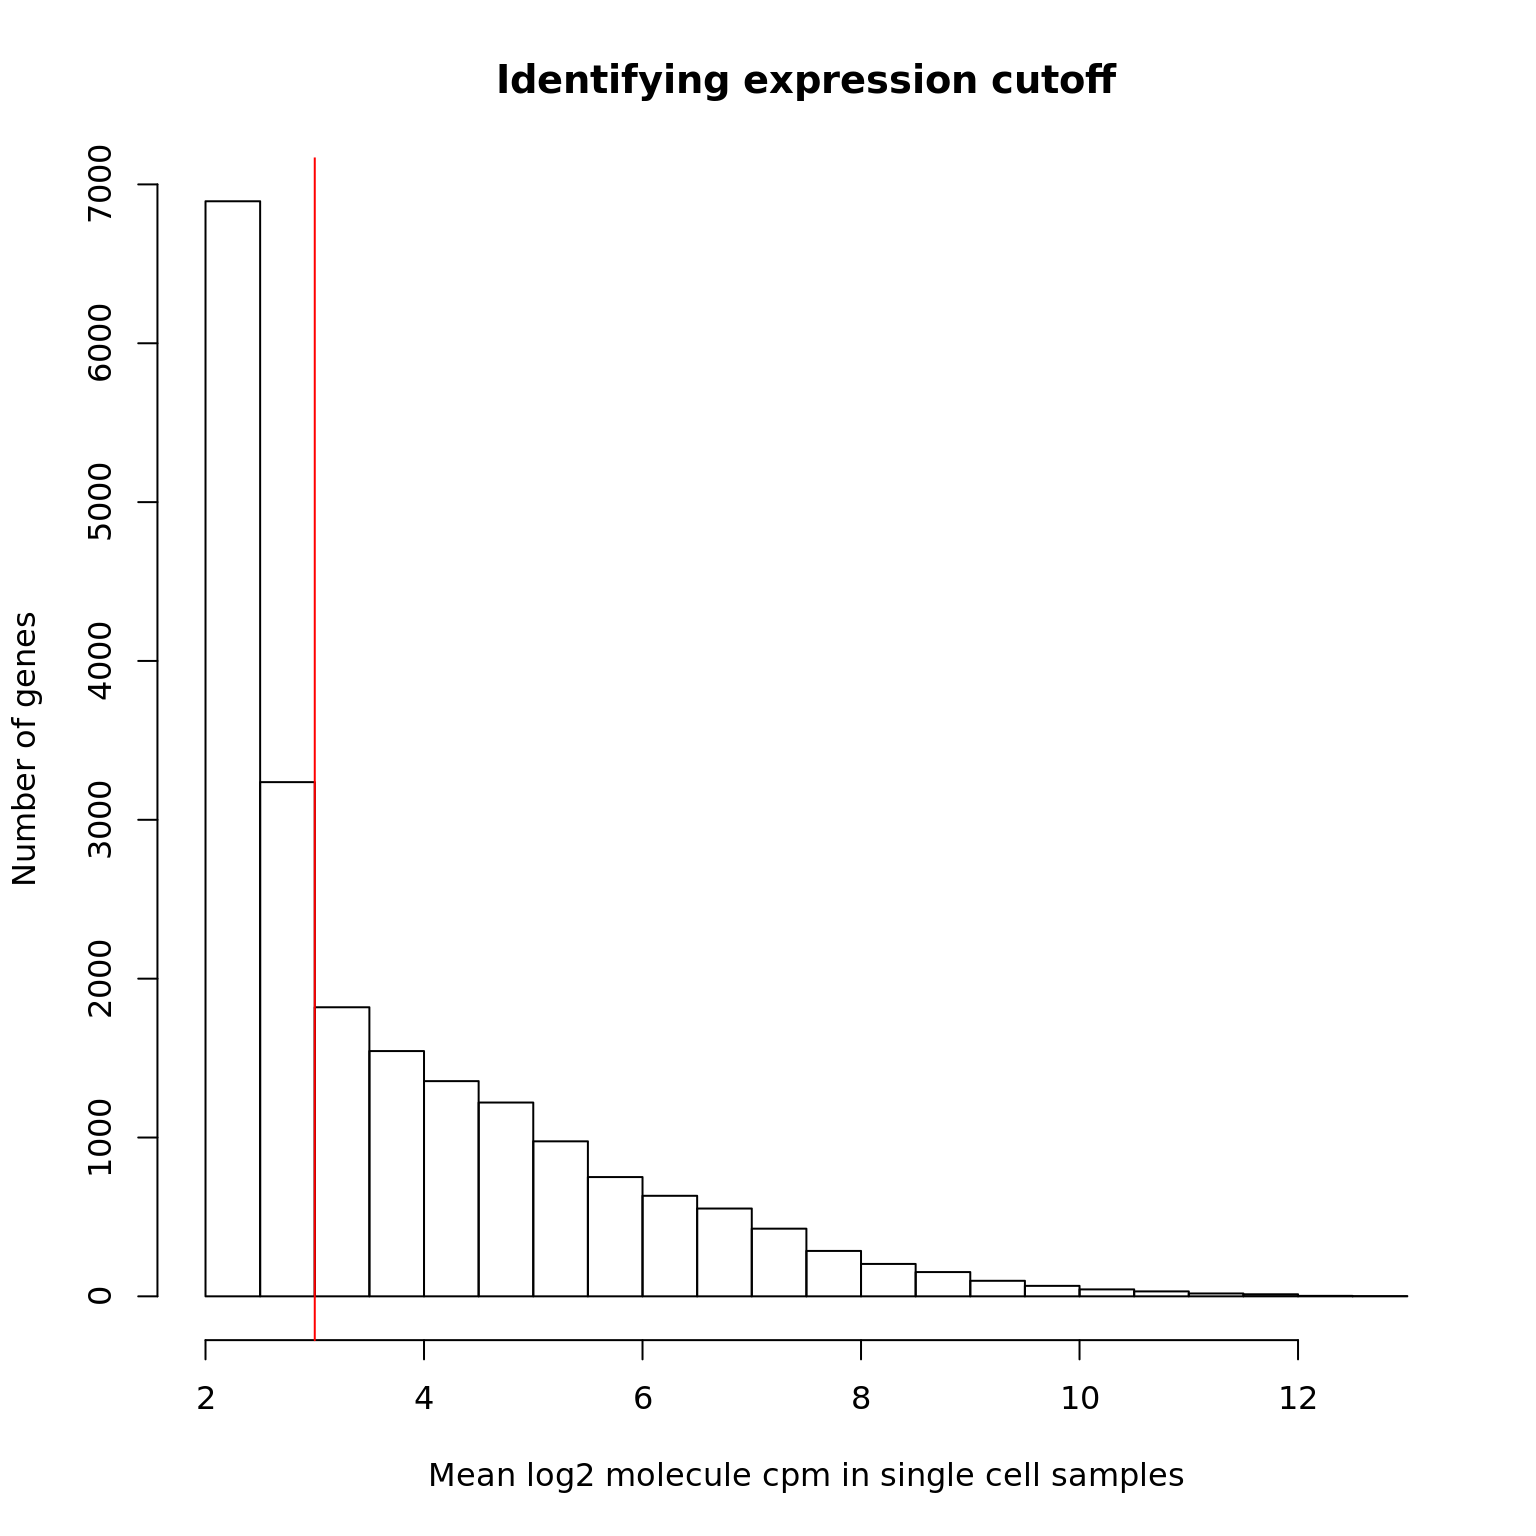 Identifying expression cutoff
Number of genes
7000
6000
5000
4000
3000
2000
1000
0
2 4 6 8 10 12
Mean log2 molecule cpm in single cell samples